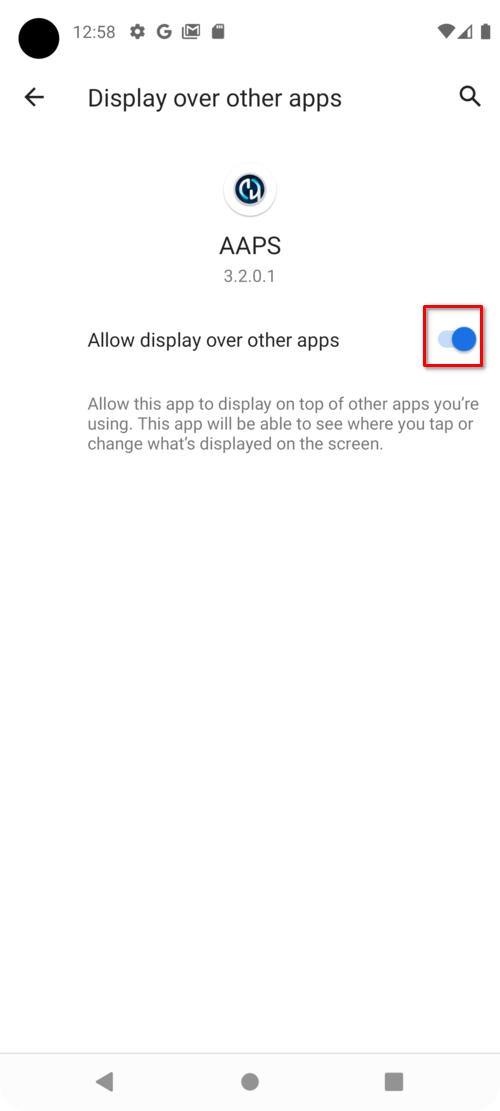 12:58
Display over other apps
AAPS
3.2.0.1
Allow display over other apps
Allow this app to display on top of other apps you’re
using. This app will be able to see where you tap or
change what’s displayed on the screen.